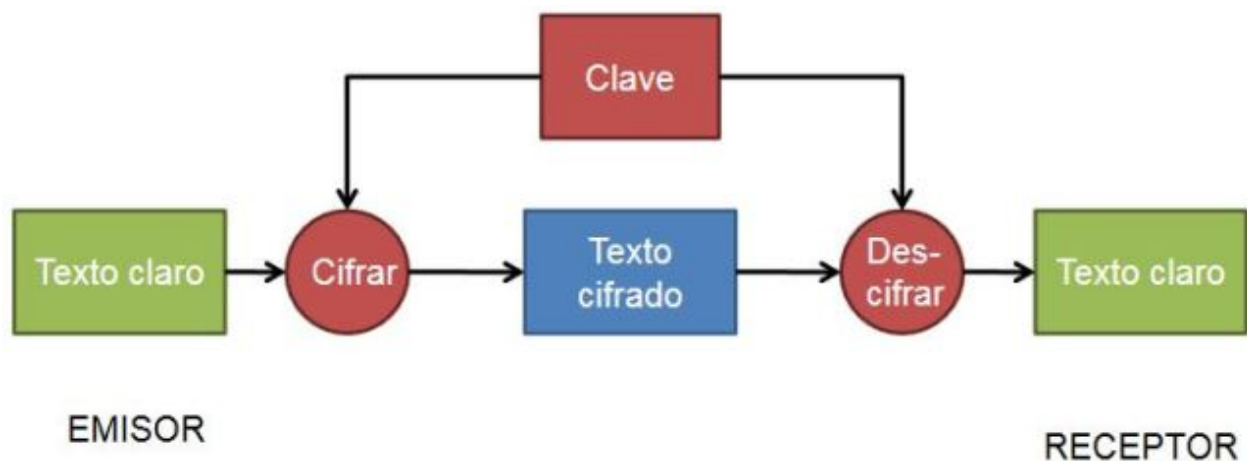 Clave
Texto claro
Cifrar
Texto
cifrado
Des-
cifrar
Texto claro
EMISOR
RECEPTOR